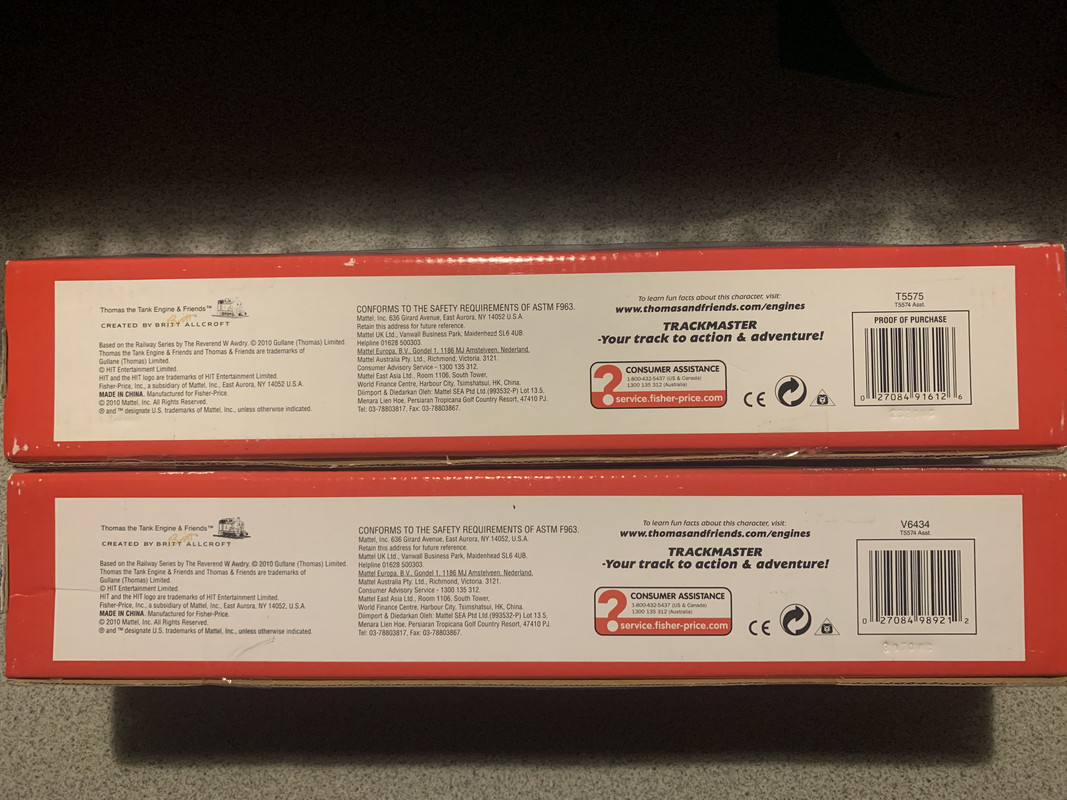 Thomas the Tank Engine & Friends™
CREATED BY BRITT ALLCROFT
Based on the Railway Series by The Reverend W Awdry. © 2010 Gullane (Thomas) Limited.
Thomas the Tank Engine & Friends and Thomas & Friends are trademarks of
Gullane (Thomas) Limited.
© HIT Entertainment Limited.
HIT and the HIT logo are trademarks of HIT Entertainment Limited.
Fisher-Price, Inc., a subsidiary of Mattel, Inc., East Aurora, NY 14052 U.S.A.
MADE IN CHINA. Manufactured for Fisher-Price.
© 2010 Mattel, Inc. All Rights Reserved.
® and ™ designate U.S. trademarks of Mattel, Inc., unless otherwise indicated.
CONFORMS TO THE SAFETY REQUIREMENTS OF ASTM F963.
Mattel, Inc. 636 Girard Avenue, East Aurora, NY 14052 U.S.A.
Retain this address for future reference.
Mattel UK Ltd., Vanwall Business Park, Maidenhead SL6 4UB.
Helpline 01628 500303.
Mattel Europa, B.V., Gondel 1, 1186 MJ Amstelveen, Nederland.
Mattel Australia Pty. Ltd., Richmond, Victoria. 3121.
Consumer Advisory Service - 1300 135 312.
Mattel East Asia Ltd., Room 1106, South Tower,
World Finance Centre, Harbour City, Tsimshatsui, HK, China.
Diimport & Diedarkan Oleh: Mattel SEA Ptd Ltd.(993532-P) Lot 13.5,
Menara Lien Hoe, Persiaran Tropicana Golf Country Resort, 47410 PJ.
Tel: 03-78803817, Fax: 03-78803867.
To learn fun facts about this character, visit:
www.thomasandfriends.com/engines
TRACKMASTER
-Your track to action & adventure!
CONSUMER ASSISTANCE
1·800·432·5437 (US & Canada)
1300 135 312 (Australia)
?
service.fisher-price.com
CE
T5575
T5574 Asst.
PROOF OF PURCHASE
0 27084 91612 6
Thomas the Tank Engine & Friends™
CREATED BY BRITT ALLCROFT
Based on the Railway Series by The Reverend W Awdry. © 2010 Gullane (Thomas) Limited.
Thomas the Tank Engine & Friends and Thomas & Friends are trademarks of
Gullane (Thomas) Limited.
© HIT Entertainment Limited.
HIT and the HIT logo are trademarks of HIT Entertainment Limited.
Fisher-Price, Inc., a subsidiary of Mattel, Inc., East Aurora, NY 14052 U.S.A.
MADE IN CHINA. Manufactured for Fisher-Price.
© 2010 Mattel, Inc. All Rights Reserved.
® and ™ designate U.S. trademarks of Mattel, Inc., unless otherwise indicated.
CONFORMS TO THE SAFETY REQUIREMENTS OF ASTM F963.
Mattel, Inc. 636 Girard Avenue, East Aurora, NY 14052, U.S.A.
Retain this address for future reference.
Mattel UK Ltd., Vanwall Business Park, Maidenhead SL6 4UB.
Helpline 01628 500303.
Mattel Europa, B.V., Gondel 1, 1186 MJ Amstelveen, Nederland.
Mattel Australia Pty. Ltd., Richmond, Victoria. 3121.
Consumer Advisory Service - 1300 135 312.
Mattel East Asia Ltd., Room 1106, South Tower,
World Finance Centre, Harbour City, Tsimshatsui, HK, China.
Diimport & Diedarkan Oleh: Mattel SEA Ptd Ltd.(993532-P) Lot 13.5,
Menara Lien Hoe, Persiaran Tropicana Golf Country Resort, 47410 PJ.
Tel: 03-78803817, Fax: 03-78803867.
To learn fun facts about this character, visit:
www.thomasandfriends.com/engines
TRACKMASTER
-Your track to action & adventure!
CONSUMER ASSISTANCE
1·800·432·5437 (US & Canada)
1300 135 312 (Australia)
?
service.fisher-price.com
CE
V6434
T5574 Asst.
0 27084 98921 2